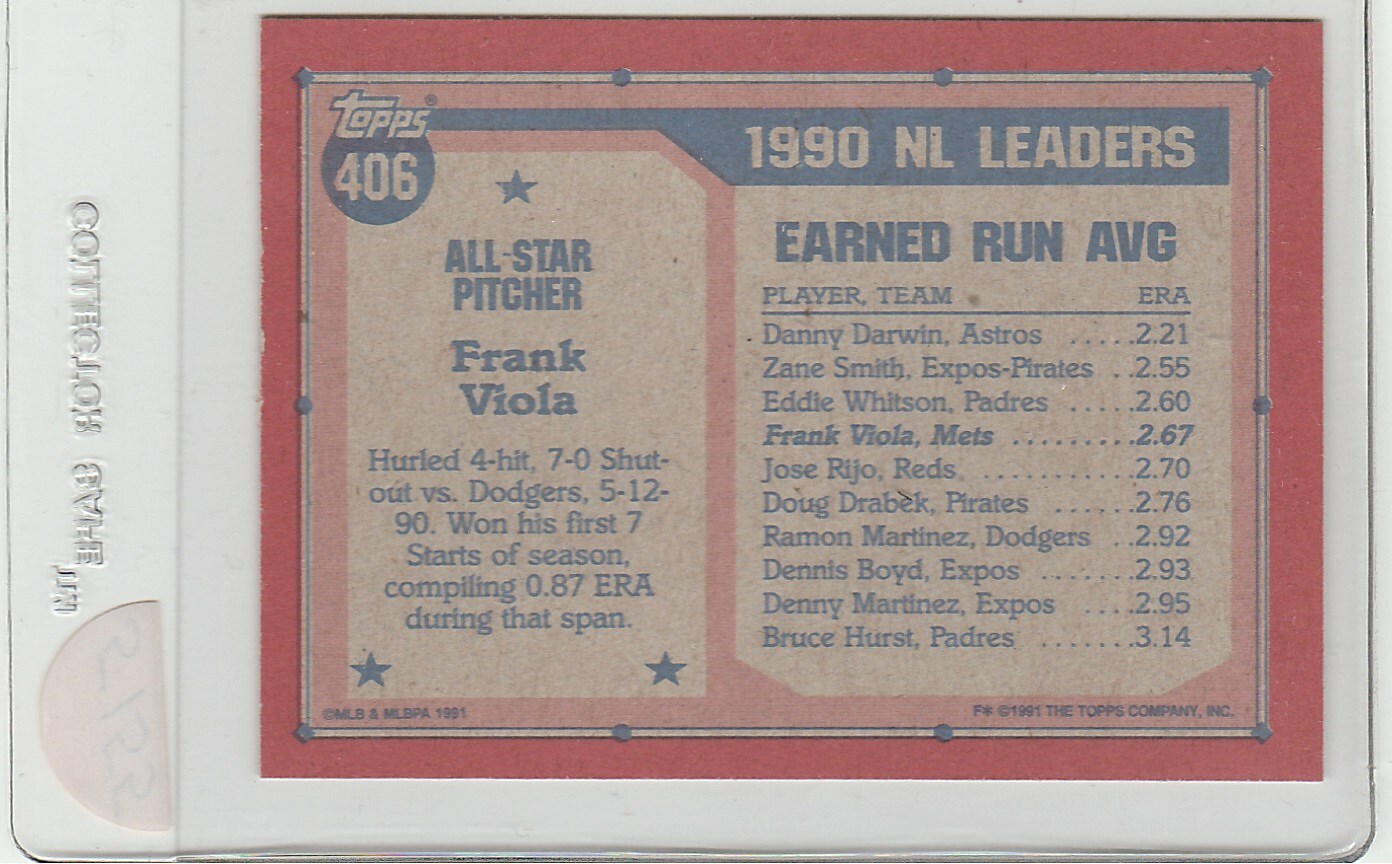 Topps®
406
ALL-STAR
PITCHER
Frank
Viola
Hurled 4-hit, 7-0 Shut-
out vs. Dodgers, 5-12-
90. Won his first 7
Starts of season,
compiling 0.87 ERA
during that span.
©MLB & MLBPA 1991
1990 NL LEADERS
EARNED RUN AVG
PLAYER, TEAM ERA
Danny Darwin, Astros .....2.21
Zane Smith, Expos-Pirates ..2.55
Eddie Whitson, Padres .....2.60
Frank Viola, Mets .........2.67
Jose Rijo, Reds ...........2.70
Doug Drabek, Pirates ......2.76
Ramon Martinez, Dodgers ..2.92
Dennis Boyd, Expos .......2.93
Denny Martinez, Expos ....2.95
Bruce Hurst, Padres .......3.14
F* ©1991 THE TOPPS COMPANY, INC.
COLLECTOR SAFE TM